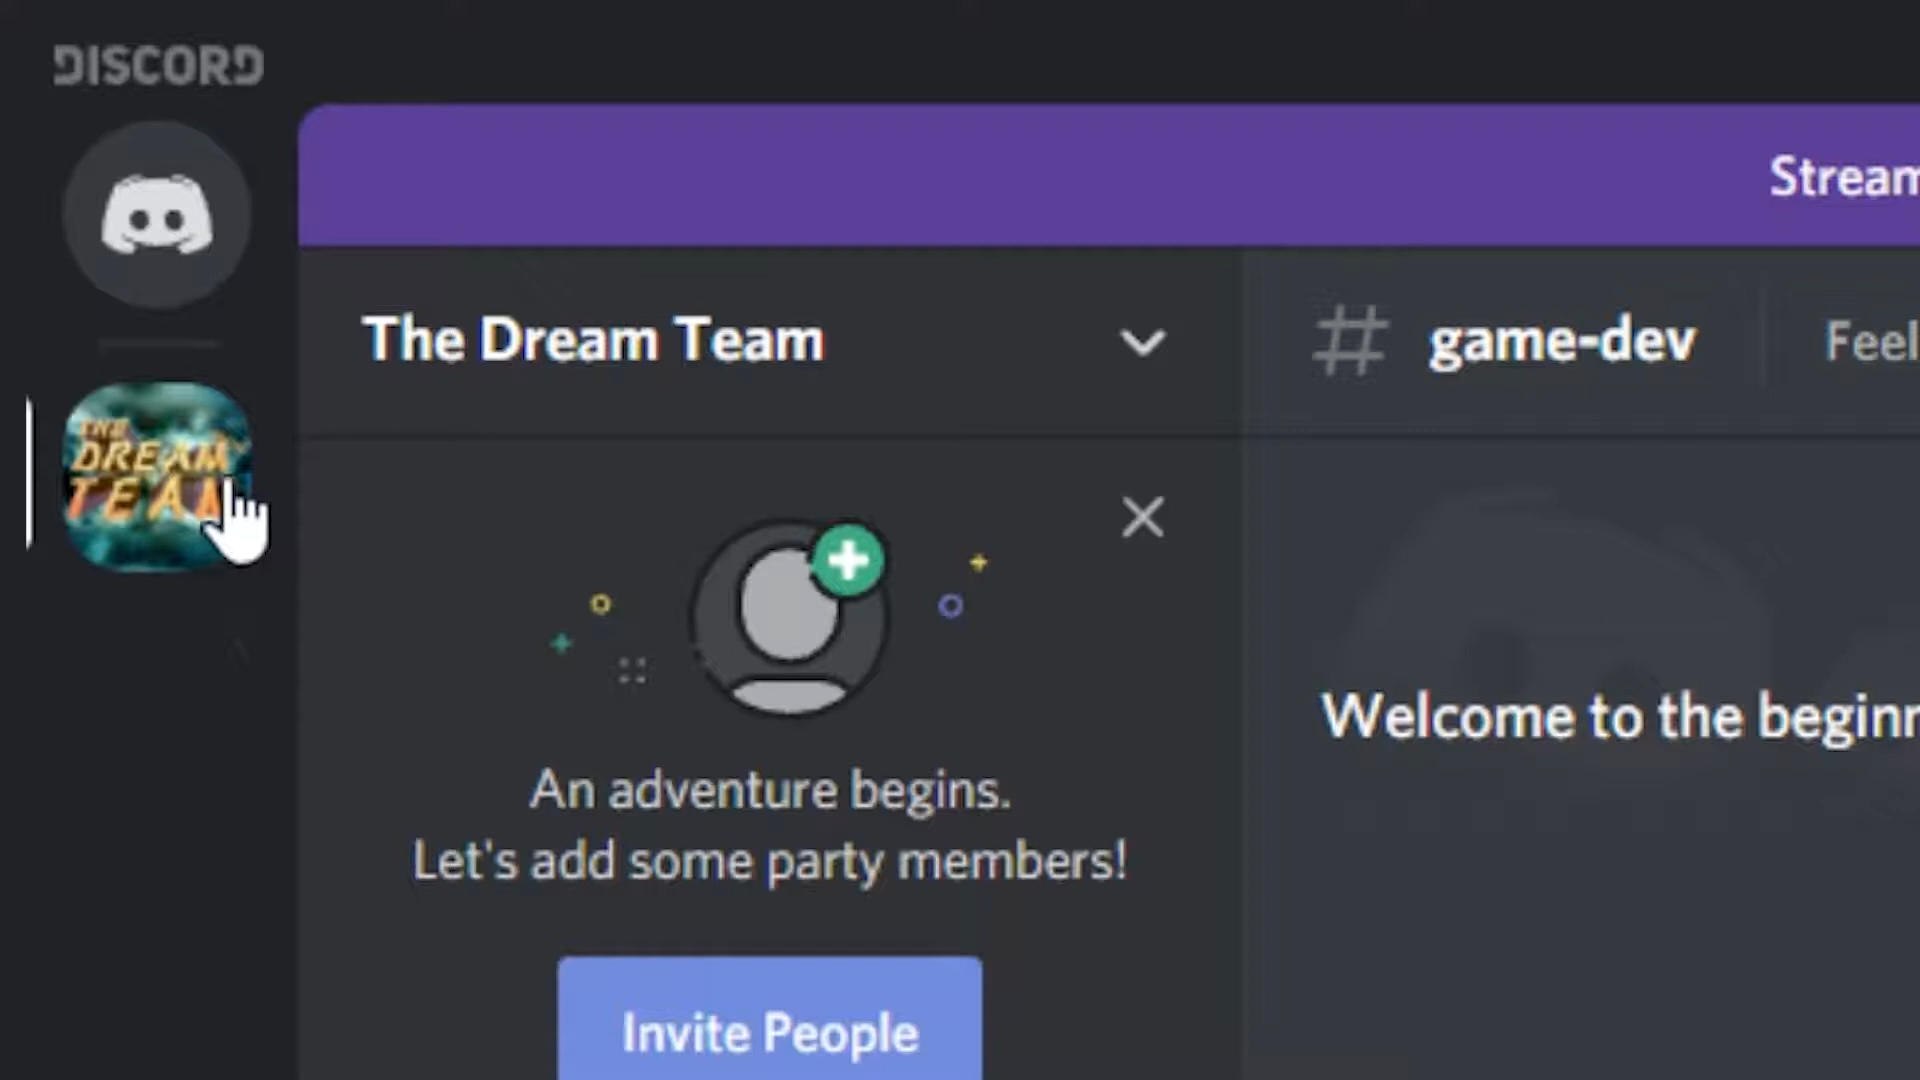 DISCORD
Stream
The Dream Team
# game-dev
Feel
THE
DREAM
TEAM
An adventure begins.
Let's add some party members!
Welcome to the beginn
Invite People